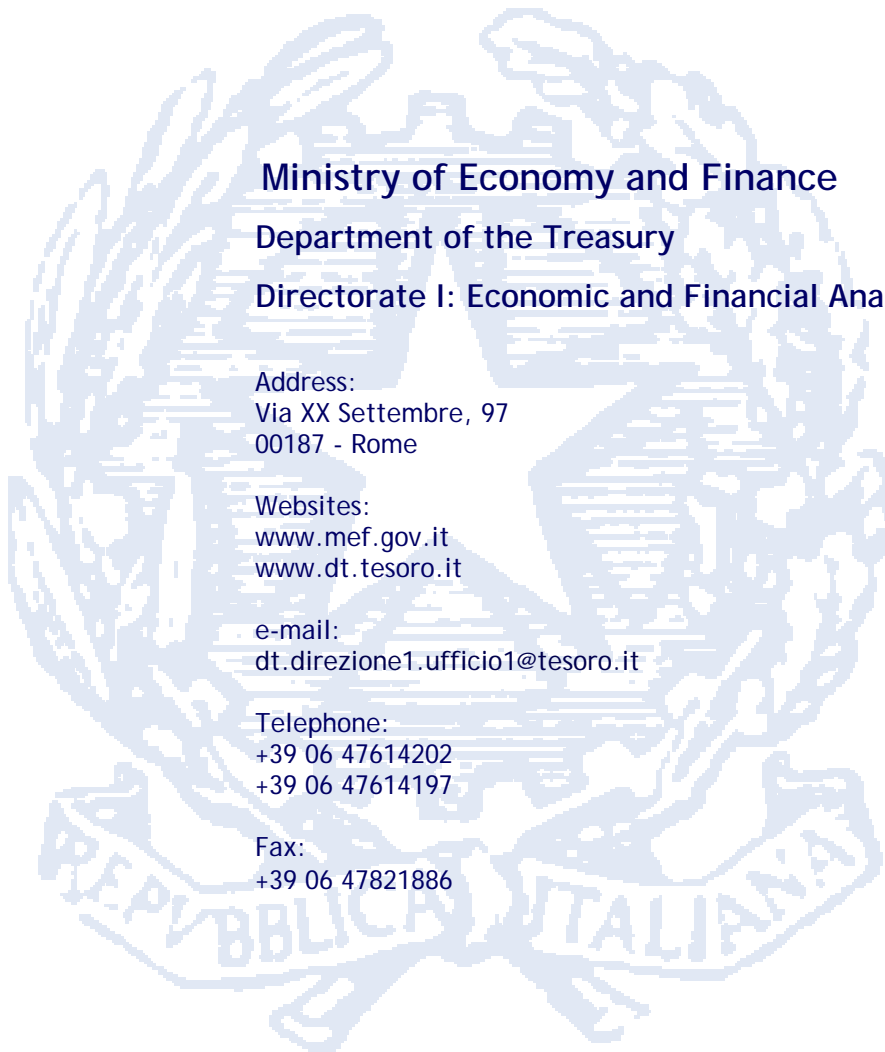 Ministry of Economy and Finance
Department of the Treasury
Directorate I: Economic and Financial Ana
Address:
Via XX Settembre, 97
00187 - Rome
Websites:
www.mef.gov.it
www.dt.tesoro.it
e-mail:
dt.direzione1.ufficio1@tesoro.it
Telephone:
+39 06 47614202
+39 06 47614197
Fax:
+39 06 47821886
REPVBBLICA ITALIANA